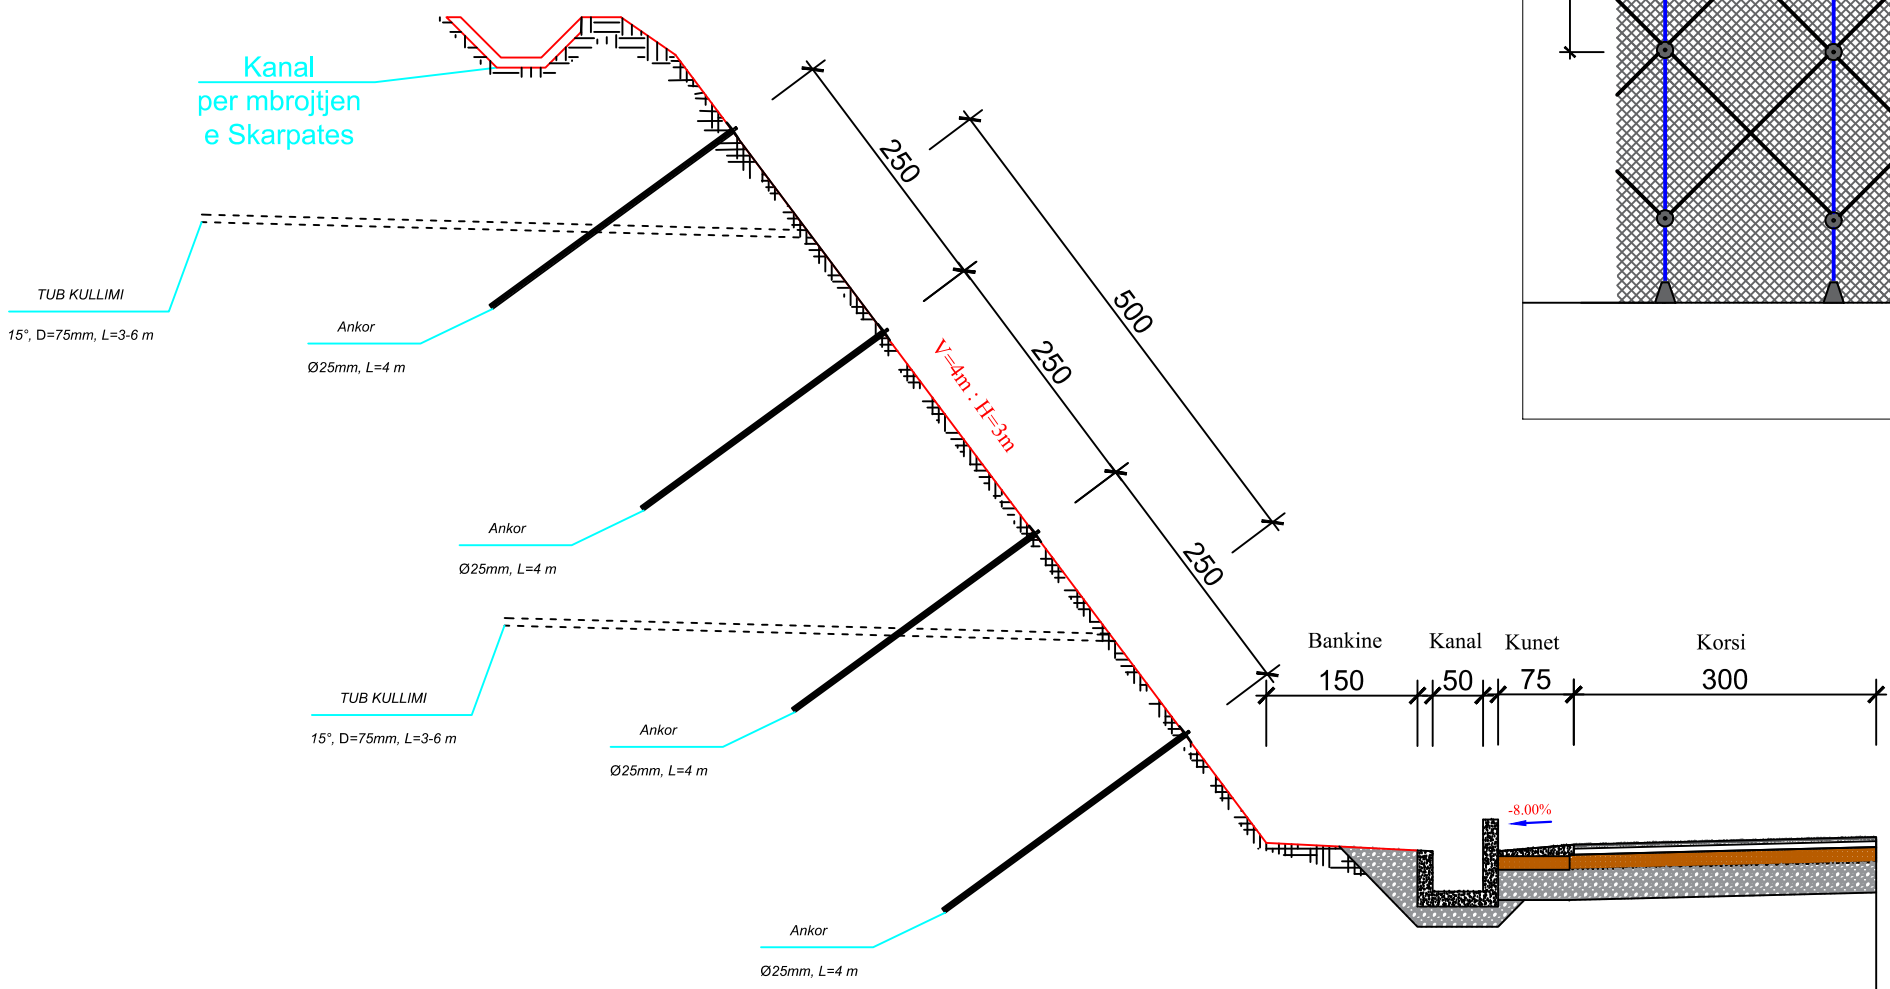 Kanal
per mbrojtjen
e Skarpates
TUB KULLIMI
15°, D=75mm, L=3-6 m
Ankor
Ø25mm, L=4 m
Ankor
Ø25mm, L=4 m
TUB KULLIMI
15°, D=75mm, L=3-6 m
Ankor
Ø25mm, L=4 m
Ankor
Ø25mm, L=4 m
250
500
250
250
V=4m : H=3m
Bankine Kanal Kunet Korsi
150 50 75 300
-8.00%